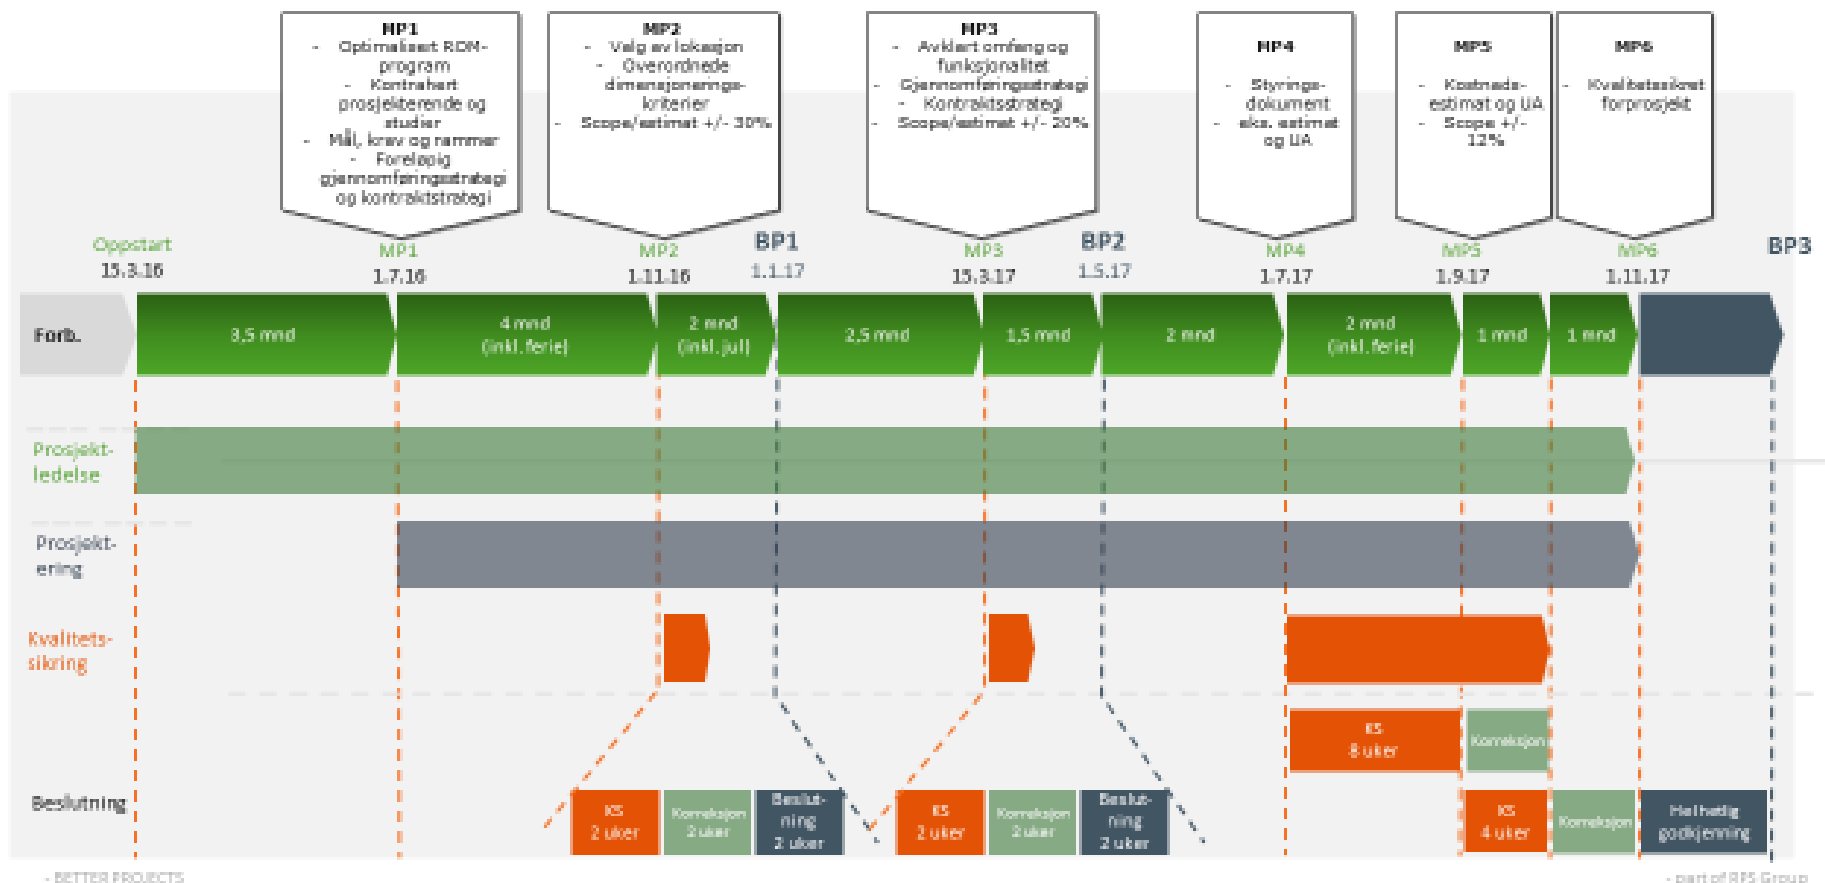 MP1
- Optimalisert ROM-
program
- Kontrahert
prosjekterende og
studier
- Mål, krav og rammer
- Foreløpig
gjennomføringsstrategi
og kontraktstrategi
MP2
- Valg av lokasjon
- Overordnede
dimensjonerings-
kriterier
- Scope/estimat +/- 30%
MP3
- Avklart omfang og
funksjonalitet
- Gjennomføringsstrategi
- Kontraktsstrategi
- Scope/estimat +/- 20%
MP4
- Styrings-
dokument
- eks. estimat
og UA
MP5
- Kostnads-
estimat og UA
- Scope +/-
12%
MP6
- Kvalitetssikret
forprosjekt
Oppstart
15.3.16
MP1
1.7.16
MP2
1.11.16
BP1
1.1.17
MP3
15.3.17
BP2
1.5.17
MP4
1.7.17
MP5
1.9.17
MP6
1.11.17
BP3
Forb.
3,5 mnd
4 mnd
(inkl. ferie)
2 mnd
(inkl. jul)
2,5 mnd
1,5 mnd
2 mnd
2 mnd
(inkl. ferie)
1 mnd
1 mnd
Prosjekt-
ledelse
Prosjekt-
ering
Kvalitets-
sikring
KS
8 uker
Korreksjon
Beslutning
KS
2 uker
Korreksjon
2 uker
Beslut-
ning
2 uker
KS
2 uker
Korreksjon
2 uker
Beslut-
ning
2 uker
KS
4 uker
Korreksjon
Helhetlig
godkjenning
- BETTER PROJECTS
- part of RPS Group